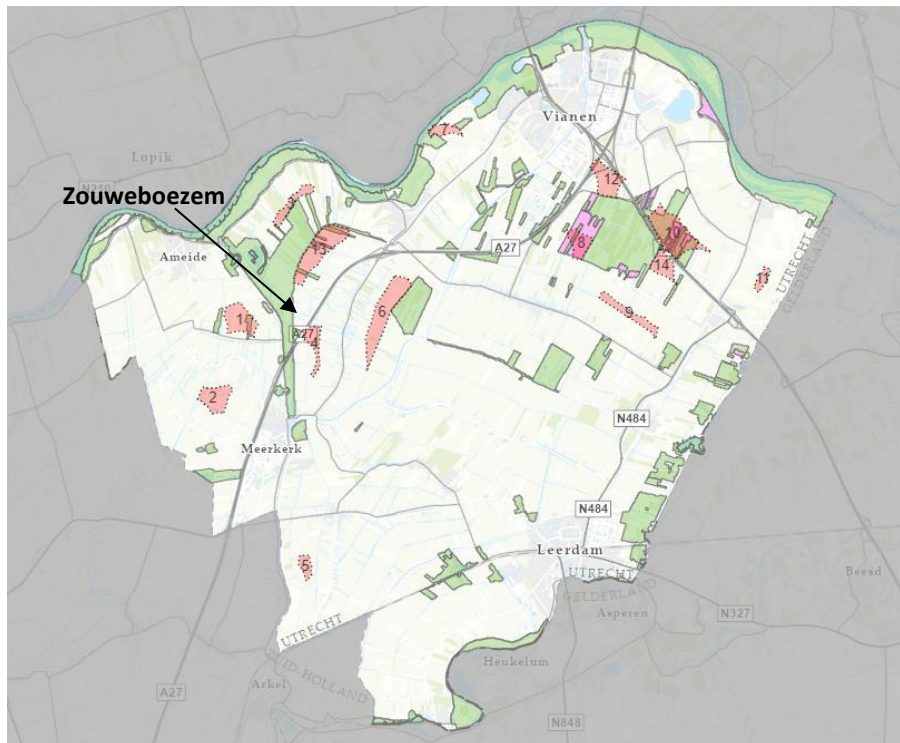 Vianen
7
Lopik
12
N210
Zouweboezem
3
10
8
13
A27
Ameide
14
UTRECHT
GELDERLAND
11
6
9
1
A27
4
2
N484
Meerkerk
N484
Leerdam
5
UTRECHT
GELDERLAND
Beesd
Asperen
N327
UTRECHT
ZUID-HOLLAND
Heukelum
Arkel
A27
N848